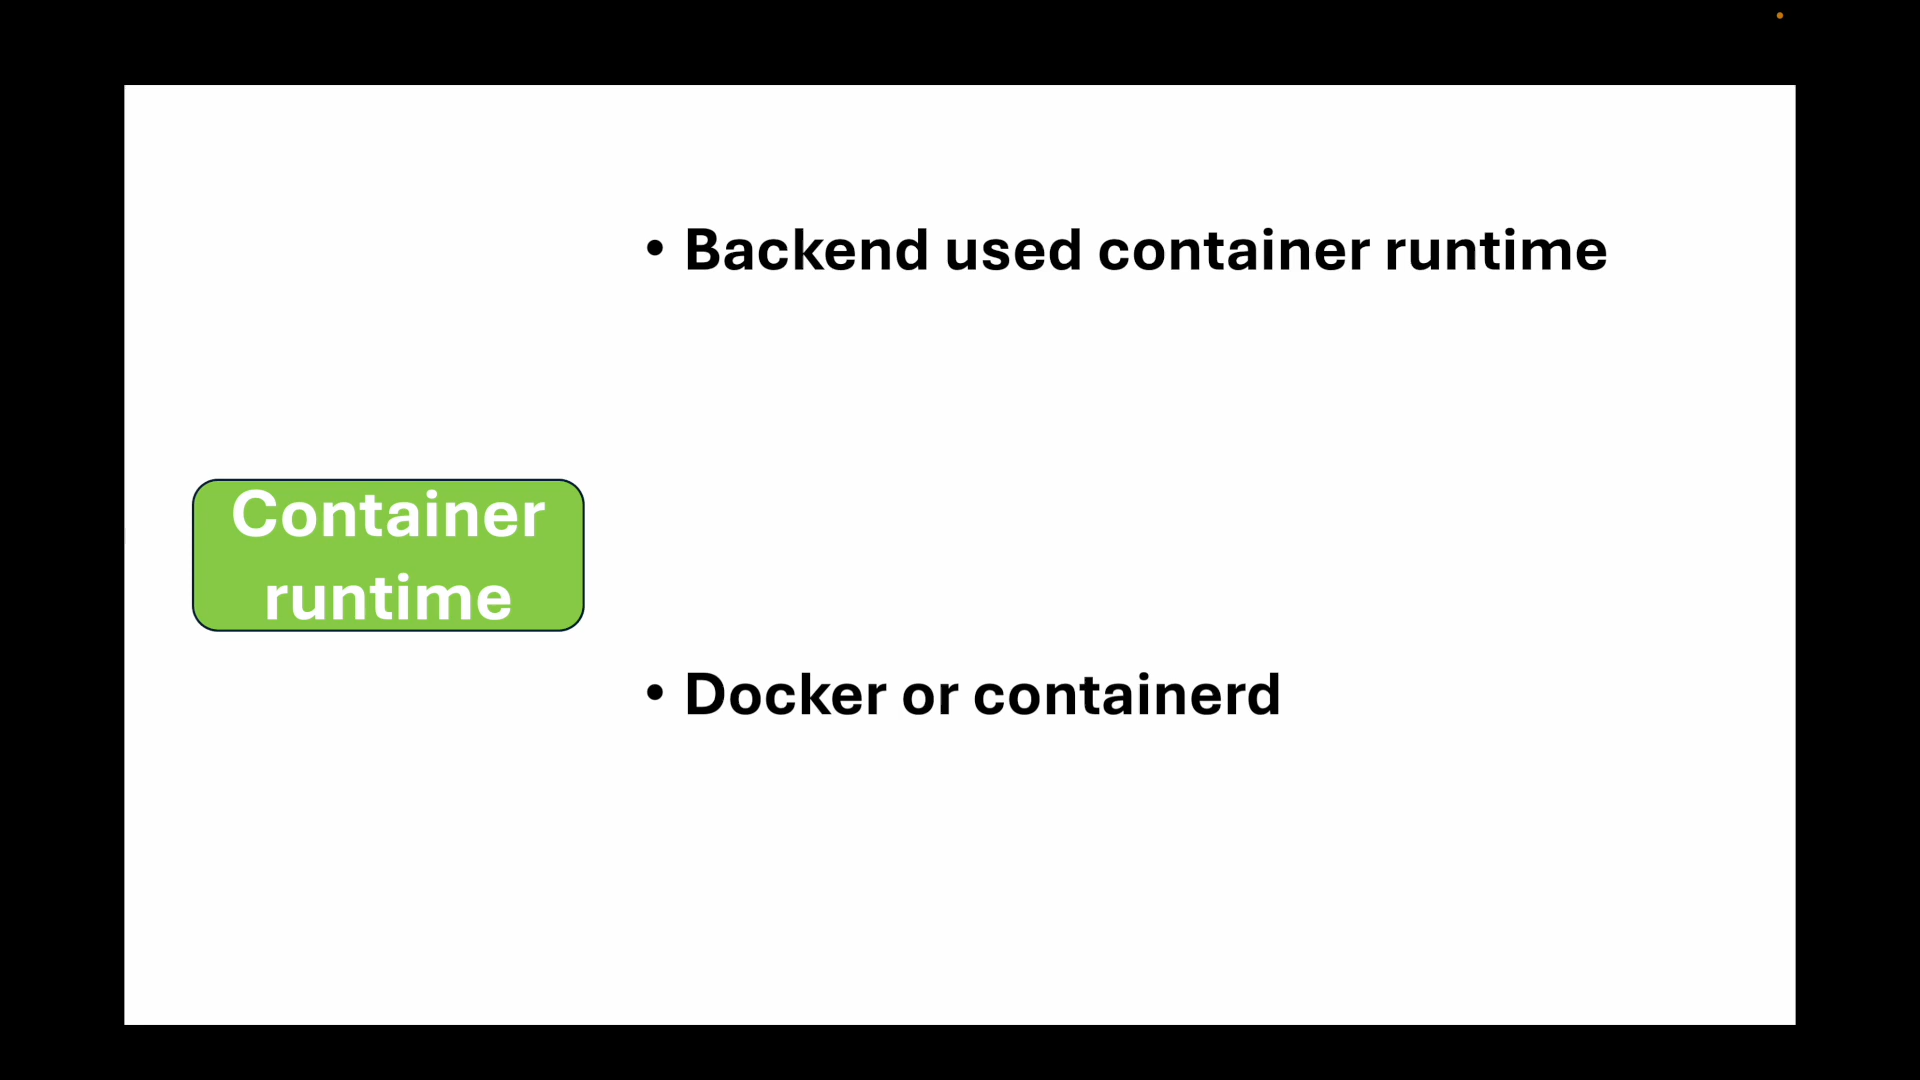 • Backend used container runtime
Container
runtime
• Docker or containerd